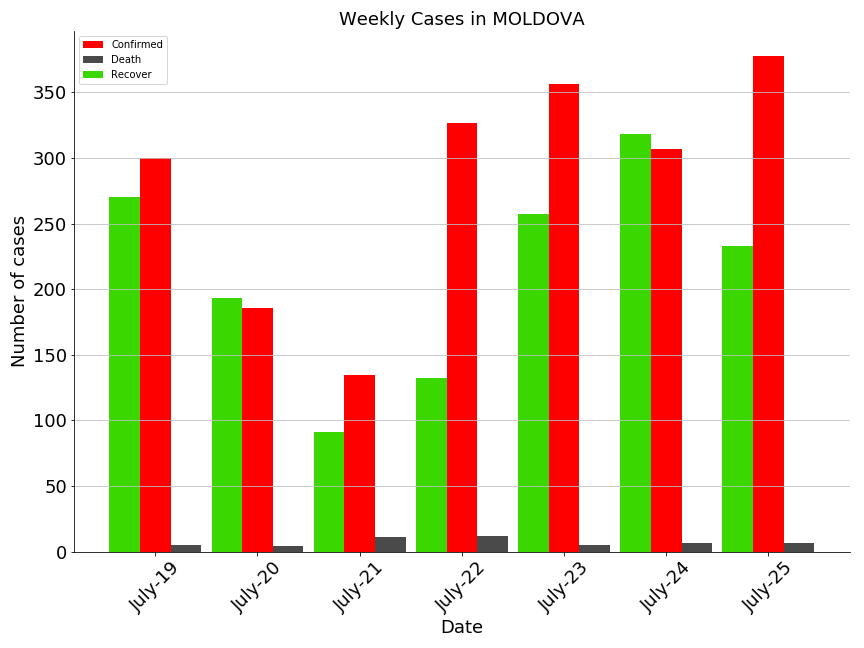 Weekly Cases in MOLDOVA
Confirmed
Death
Recover
Number of cases
350
300
250
200
150
100
50
0
July-19
July-20
July-21
July-22
July-23
July-24
July-25
Date